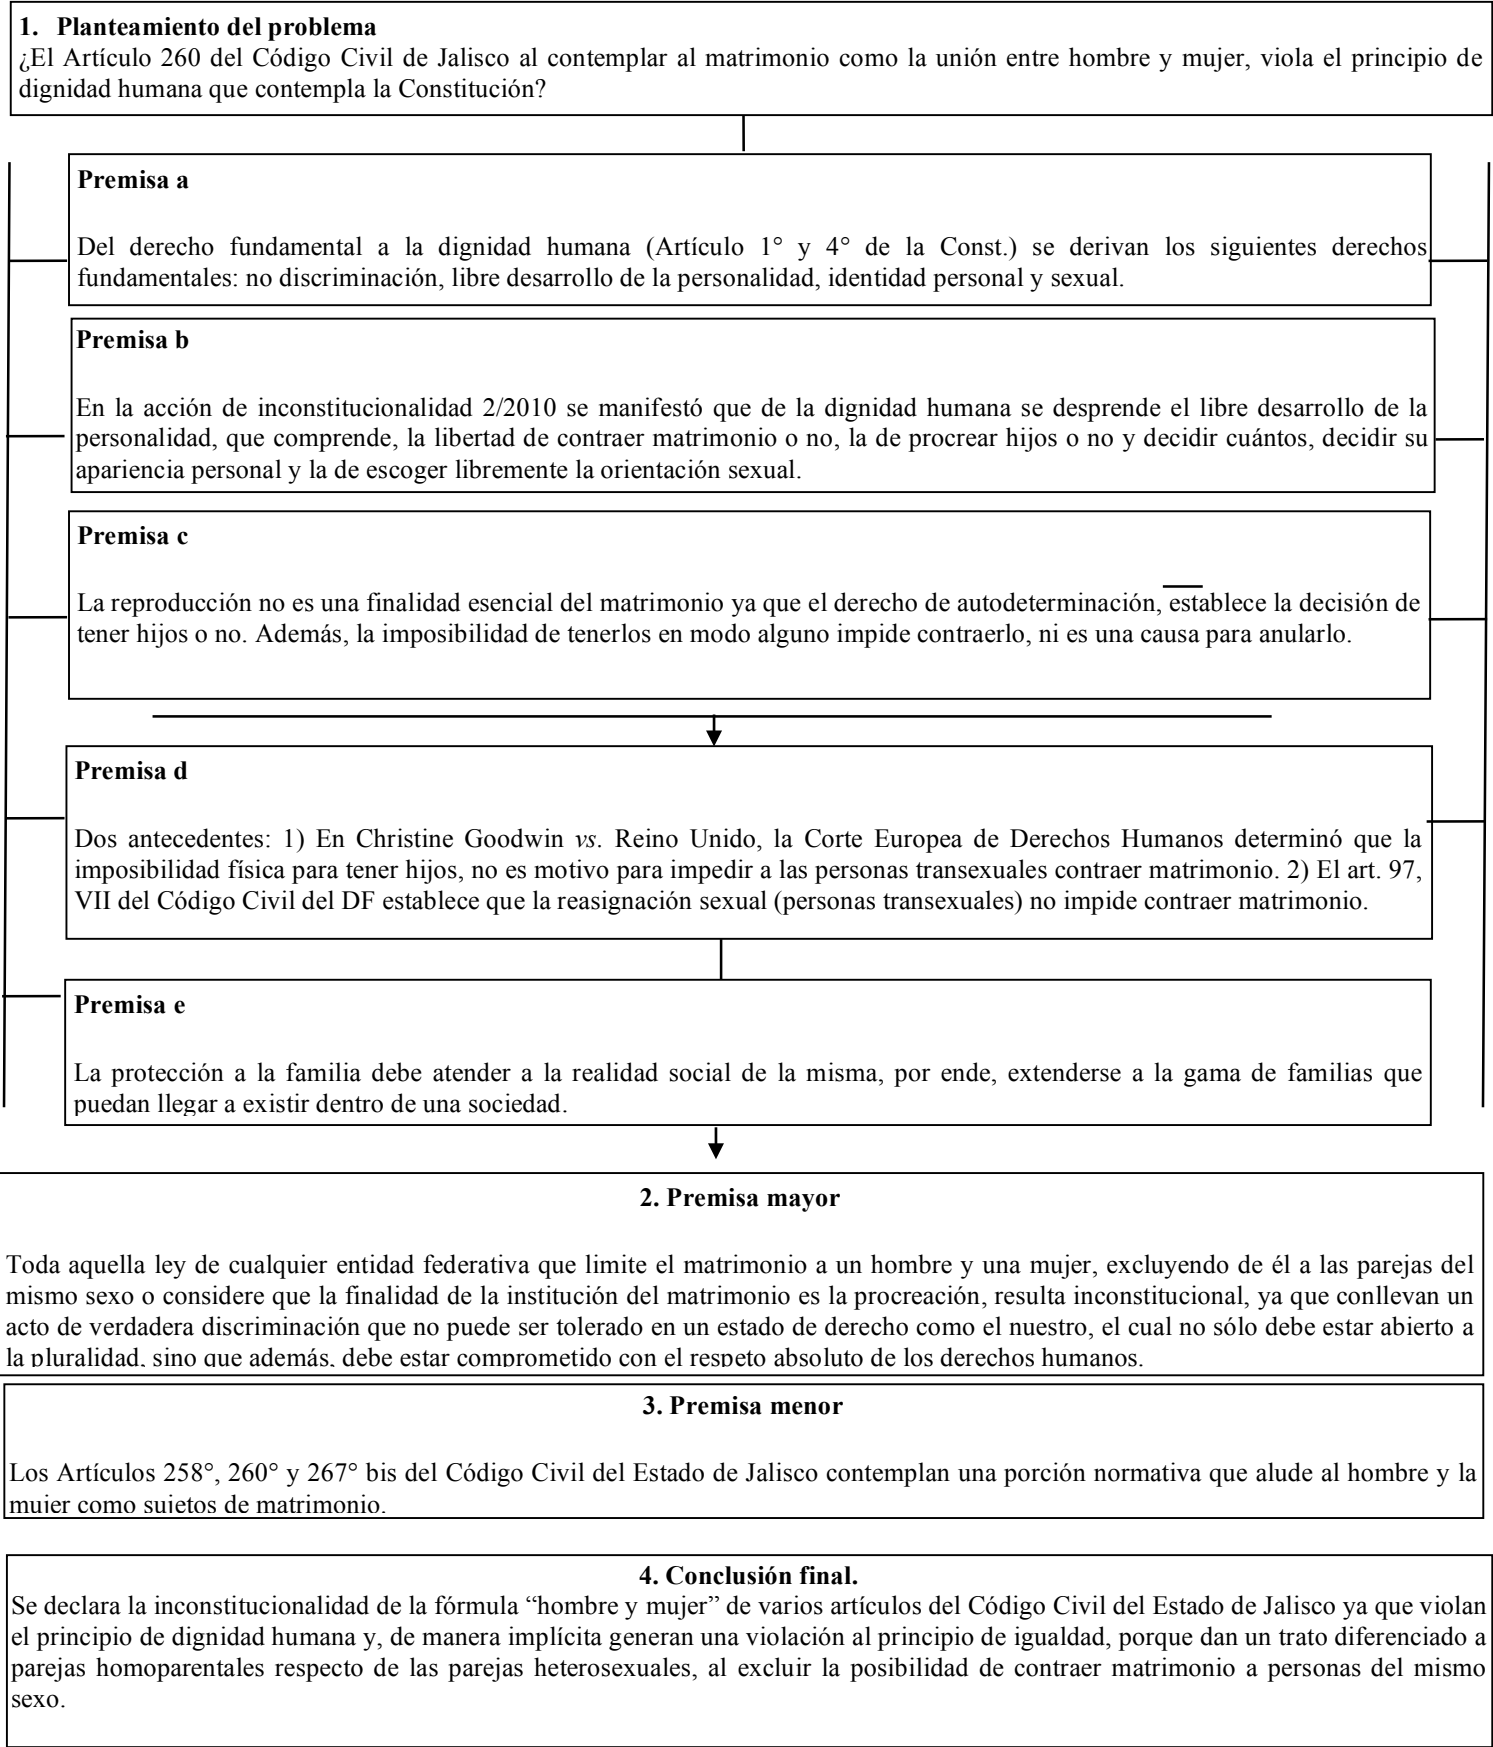 1. Planteamiento del problema
¿El Artículo 260 del Código Civil de Jalisco al contemplar al matrimonio como la unión entre hombre y mujer, viola el principio de
dignidad humana que contempla la Constitución?
Premisa a
Del derecho fundamental a la dignidad humana (Artículo 1° y 4° de la Const.) se derivan los siguientes derechos
fundamentales: no discriminación, libre desarrollo de la personalidad, identidad personal y sexual.
Premisa b
En la acción de inconstitucionalidad 2/2010 se manifestó que de la dignidad humana se desprende el libre desarrollo de la
personalidad, que comprende, la libertad de contraer matrimonio o no, la de procrear hijos o no y decidir cuántos, decidir su
apariencia personal y la de escoger libremente la orientación sexual.
Premisa c
La reproducción no es una finalidad esencial del matrimonio ya que el derecho de autodeterminación, establece la decisión de
tener hijos o no. Además, la imposibilidad de tenerlos en modo alguno impide contraerlo, ni es una causa para anularlo.
Premisa d
Dos antecedentes: 1) En Christine Goodwin vs. Reino Unido, la Corte Europea de Derechos Humanos determinó que la
imposibilidad física para tener hijos, no es motivo para impedir a las personas transexuales contraer matrimonio. 2) El art. 97,
VII del Código Civil del DF establece que la reasignación sexual (personas transexuales) no impide contraer matrimonio.
Premisa e
La protección a la familia debe atender a la realidad social de la misma, por ende, extenderse a la gama de familias que
puedan llegar a existir dentro de una sociedad.
2. Premisa mayor
Toda aquella ley de cualquier entidad federativa que limite el matrimonio a un hombre y una mujer, excluyendo de él a las parejas del
mismo sexo o considere que la finalidad de la institución del matrimonio es la procreación, resulta inconstitucional, ya que conllevan un
acto de verdadera discriminación que no puede ser tolerado en un estado de derecho como el nuestro, el cual no sólo debe estar abierto a
la pluralidad, sino que además, debe estar comprometido con el respeto absoluto de los derechos humanos.
3. Premisa menor
Los Artículos 258°, 260° y 267° bis del Código Civil del Estado de Jalisco contemplan una porción normativa que alude al hombre y la
mujer como sujetos de matrimonio.
4. Conclusión final.
Se declara la inconstitucionalidad de la fórmula “hombre y mujer” de varios artículos del Código Civil del Estado de Jalisco ya que violan
el principio de dignidad humana y, de manera implícita generan una violación al principio de igualdad, porque dan un trato diferenciado a
parejas homoparentales respecto de las parejas heterosexuales, al excluir la posibilidad de contraer matrimonio a personas del mismo
sexo.